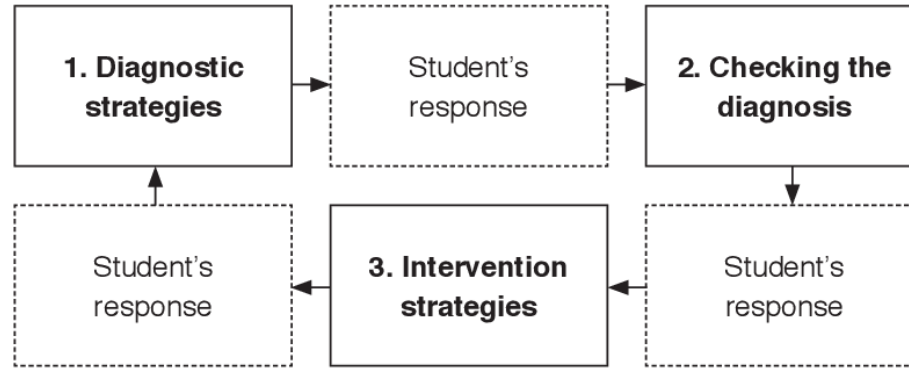 1. Diagnostic
strategies
Student’s
response
2. Checking the
diagnosis
Student’s
response
3. Intervention
strategies
Student’s
response